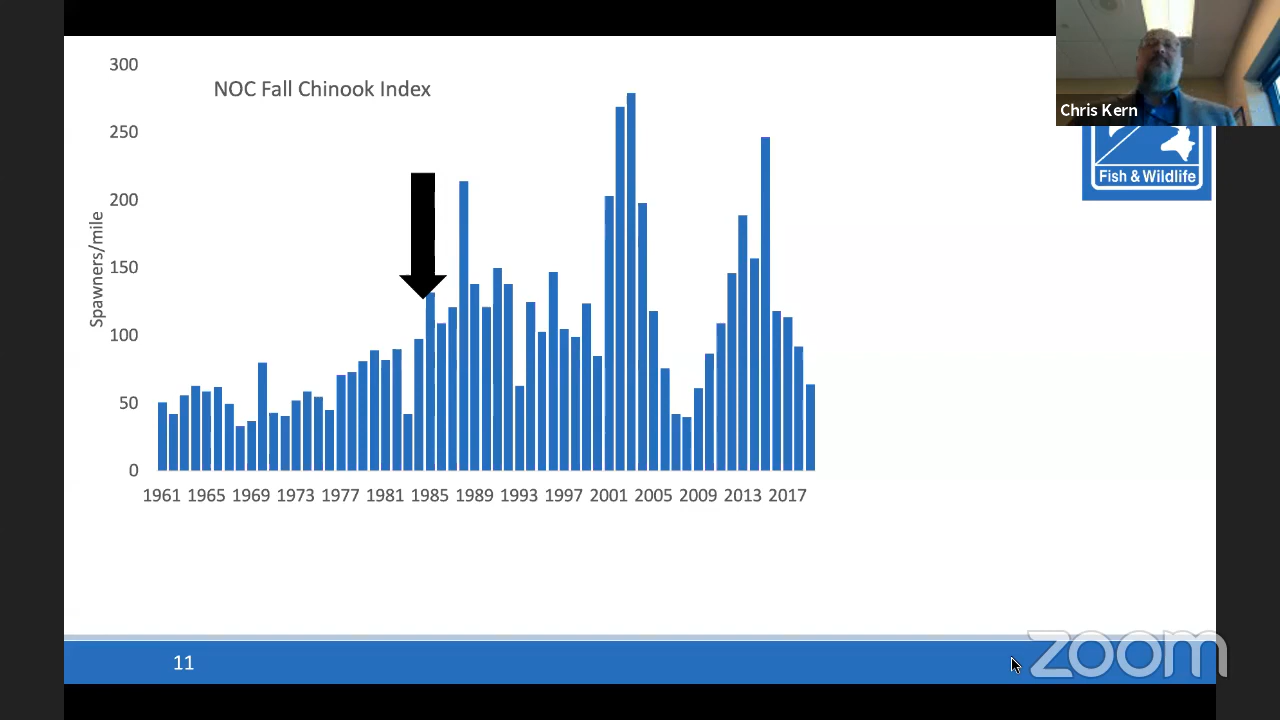 NOC Fall Chinook Index
Spawners/mile
300
250
200
150
100
50
0
1961 1965 1969 1973 1977 1981 1985 1989 1993 1997 2001 2005 2009 2013 2017
Chris Kern
Fish & Wildlife
11
zoom